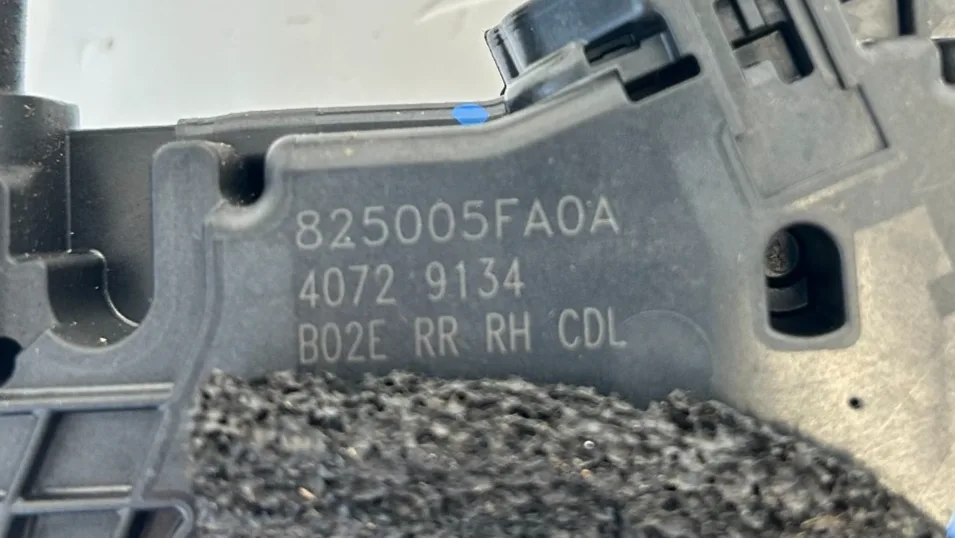 825005FA0A
4072 9134
B02E RR RH CDL